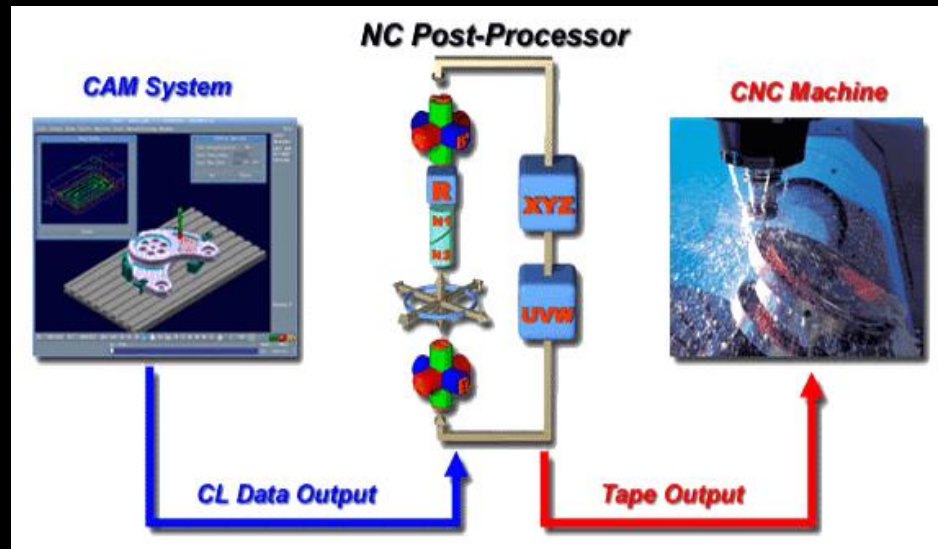 NC Post-Processor
CAM System
CNC Machine
R
XYZ
N1
N2
UVW
CL Data Output
Tape Output